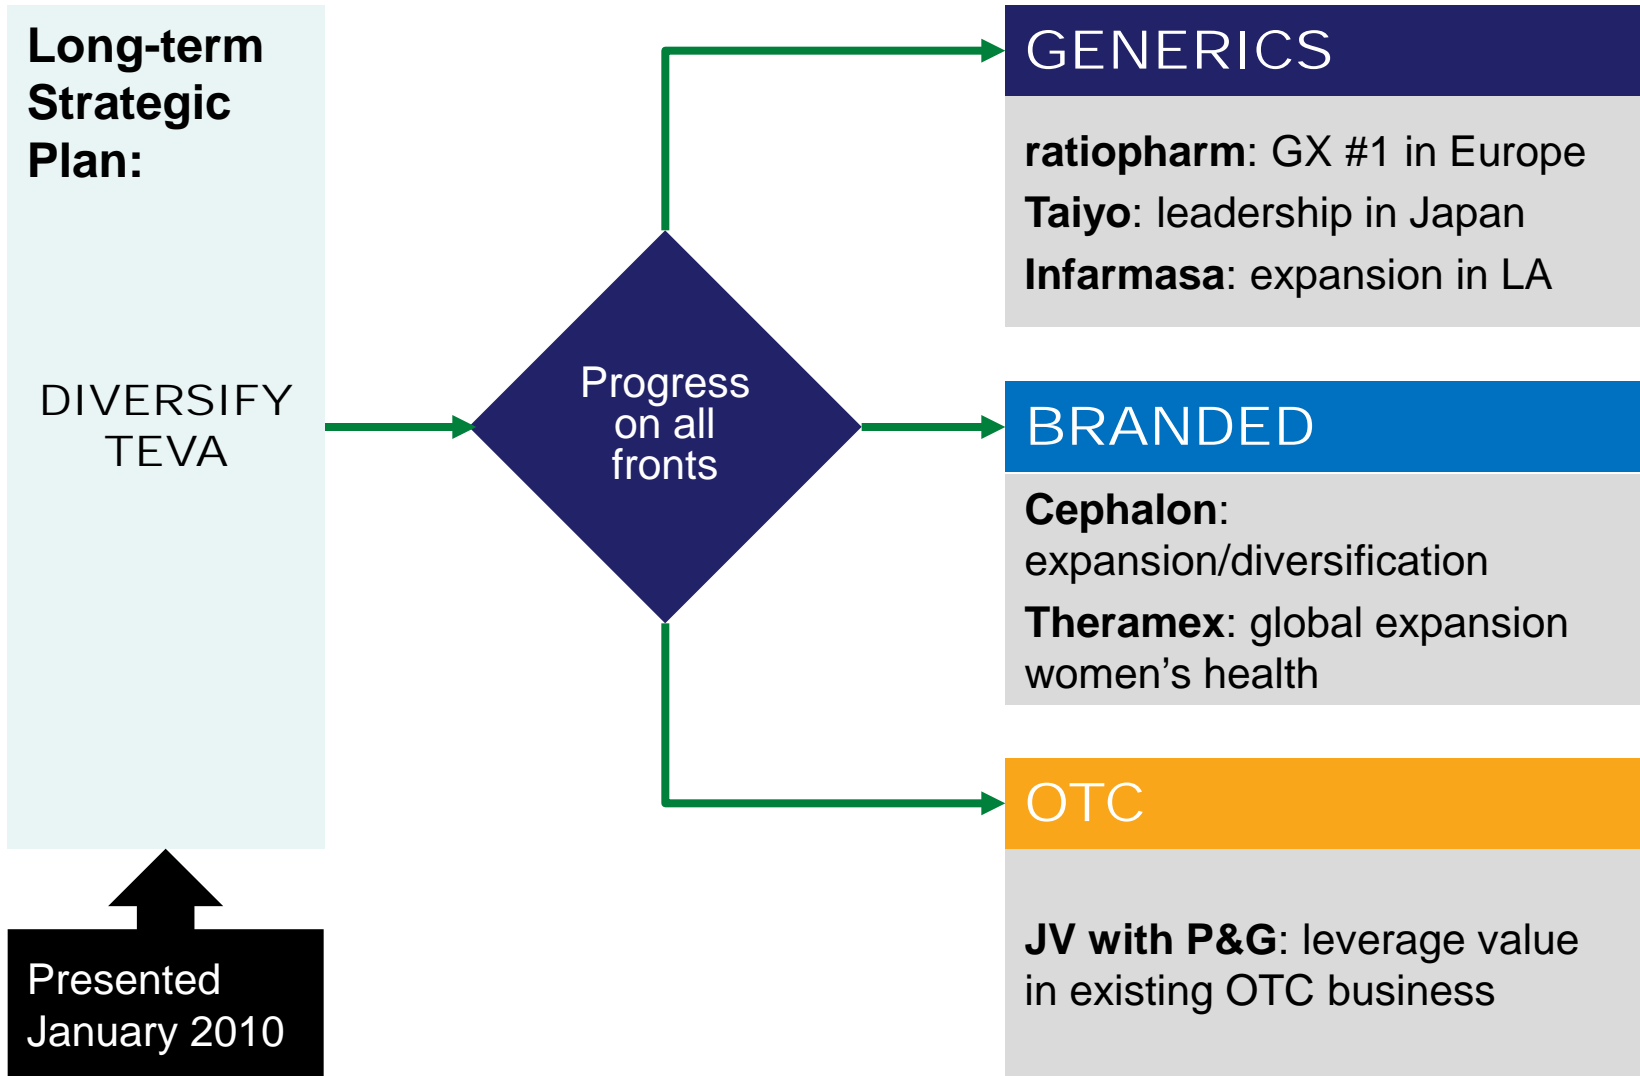 Long-term
Strategic
Plan:
DIVERSIFY
TEVA
Presented
January 2010
Progress
on all
fronts
GENERICS
ratiopharm: GX #1 in Europe
Taiyo: leadership in Japan
Infarmasa: expansion in LA
BRANDED
Cephalon:
expansion/diversification
Theramex: global expansion
women’s health
OTC
JV with P&G: leverage value
in existing OTC business